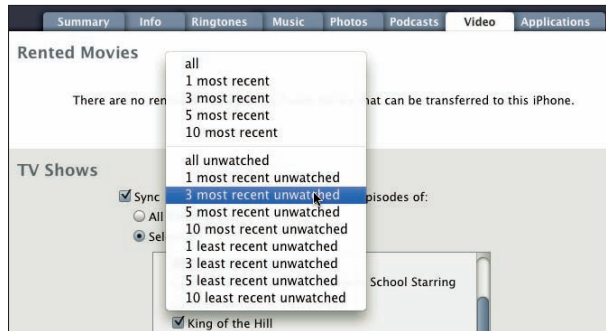 Summary Info Ringtones Music Photos Podcasts Video Applications
Rented Movies
all
1 most recent
3 most recent
There are no ren that can be transferred to this iPhone.
5 most recent
10 most recent
all unwatched
TV Shows
1 most recent unwatched
Sync 3 most recent unwatched episodes of:
5 most recent unwatched
All
10 most recent unwatched
Sel
1 least recent unwatched
3 least recent unwatched
5 least recent unwatched School Starring
10 least recent unwatched
King of the Hill